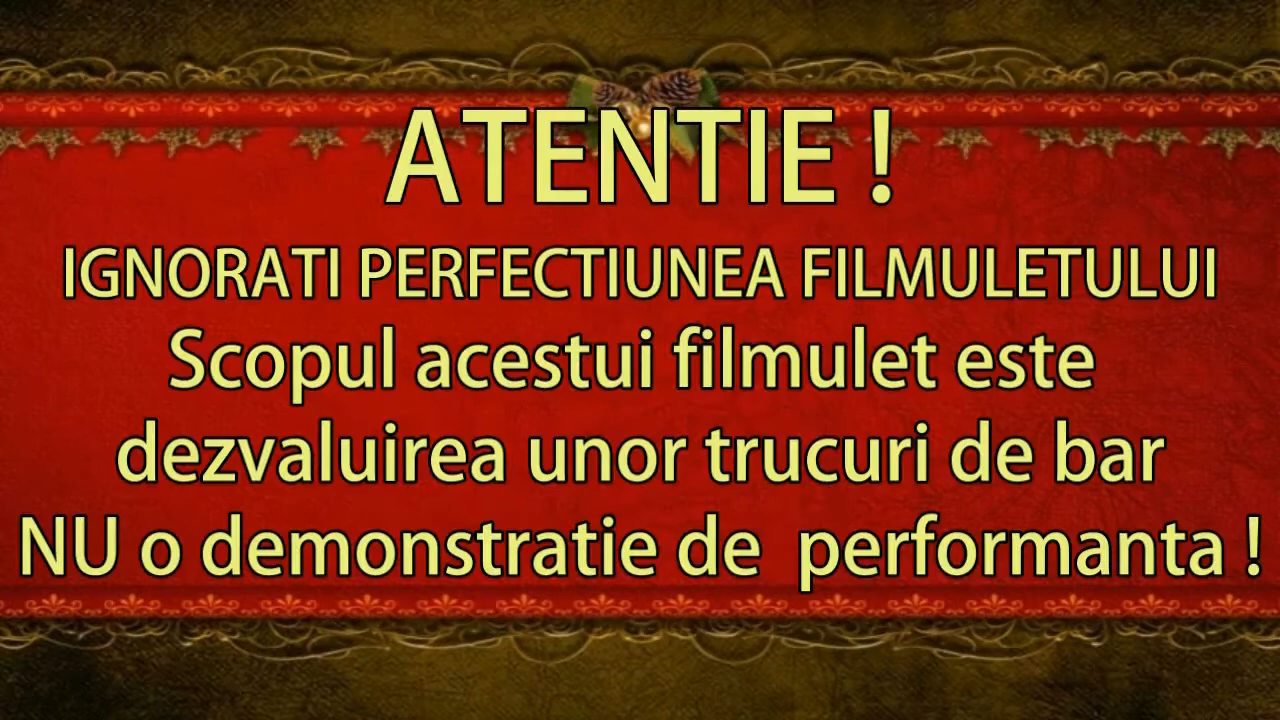 ATENTIE !
IGNORATI PERFECTIUNEA FILMULETULUI
Scopul acestui filmulet este
dezvaluirea unor trucuri de bar
NU o demonstratie de performanta !